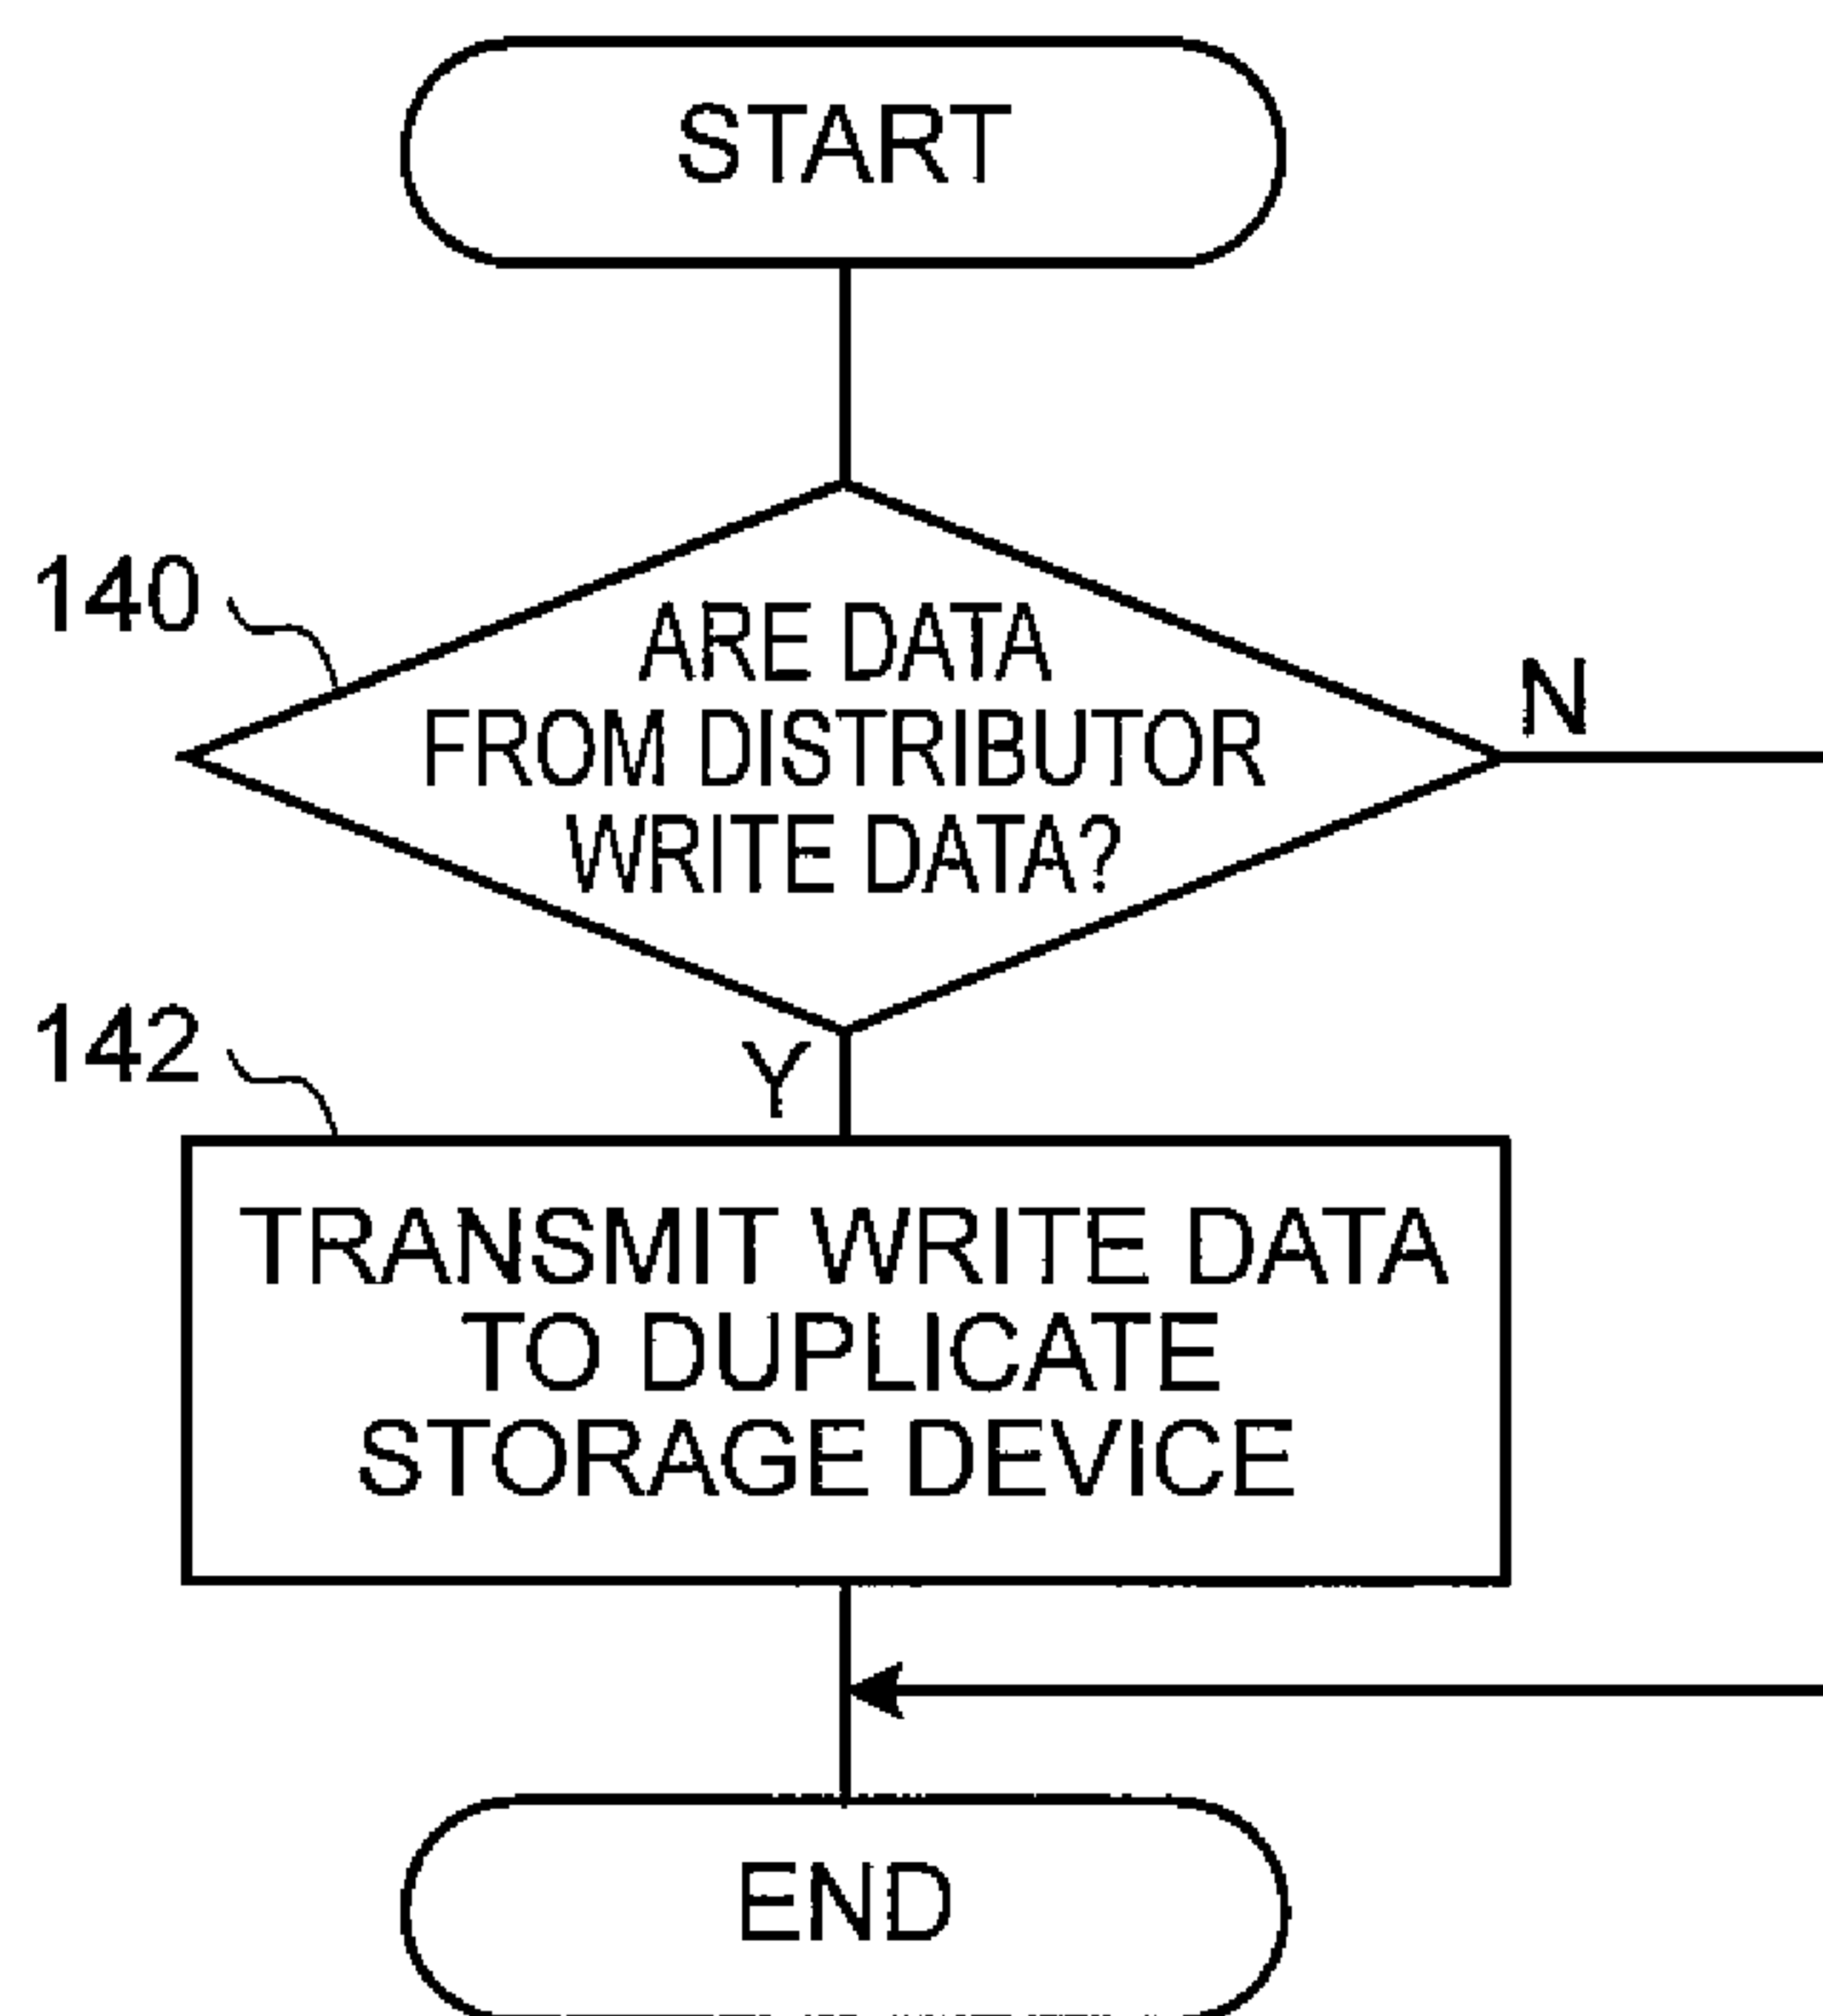 START
140
ARE DATA
FROM DISTRIBUTOR
WRITE DATA?
N
142
Y
TRANSMIT WRITE DATA
TO DUPLICATE
STORAGE DEVICE
END